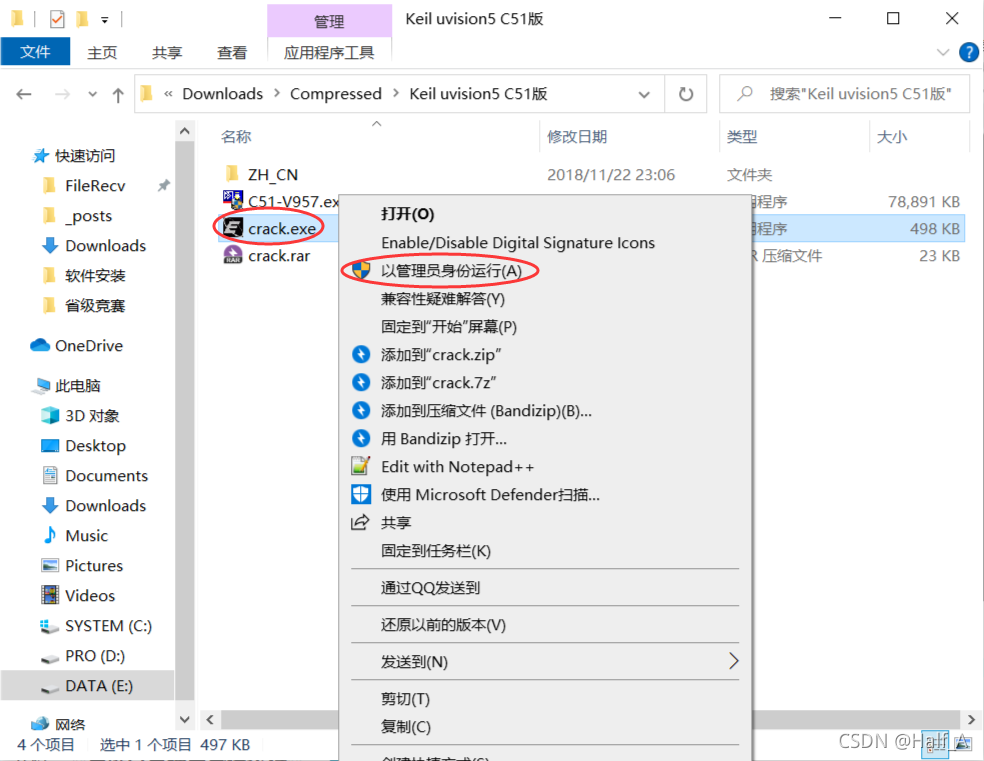 管理
Keil uvision5 C51版
文件
主页
共享
查看
应用程序工具
« Downloads > Compressed > Keil uvision5 C51版
搜索"Keil uvision5 C51版"
名称
修改日期
类型
大小
快速访问
FileRecv
_posts
Downloads
软件安装
省级竞赛
OneDrive
此电脑
3D 对象
Desktop
Documents
Downloads
Music
Pictures
Videos
SYSTEM (C:)
PRO (D:)
DATA (E:)
网络
ZH_CN 2018/11/22 23:06 文件夹
C51-V957.ex 程序 78,891 KB
crack.exe 程序 498 KB
crack.rar R 压缩文件 23 KB
打开(O)
Enable/Disable Digital Signature Icons
以管理员身份运行(A)
兼容性疑难解答(Y)
固定到"开始"屏幕(P)
添加到"crack.zip"
添加到"crack.7z"
添加到压缩文件 (Bandizip)(B)...
用 Bandizip 打开...
Edit with Notepad++
使用 Microsoft Defender扫描...
共享
固定到任务栏(K)
通过QQ发送到
还原以前的版本(V)
发送到(N)
剪切(T)
复制(C)
创建快捷方式(S)
4 个项目 选中 1 个项目 497 KB
CSDN @Half_A